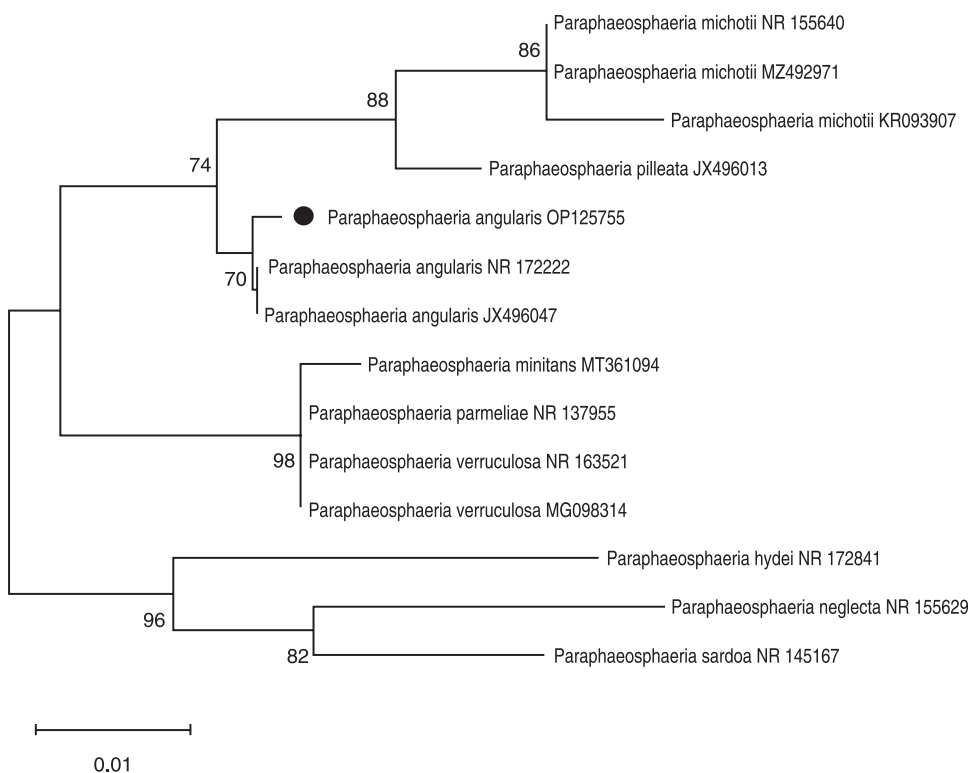 Paraphaeosphaeria michotii NR 155640
86
Paraphaeosphaeria michotii MZ492971
88
Paraphaeosphaeria michotii KR093907
74
Paraphaeosphaeria pilleata JX496013
Paraphaeosphaeria angularis OP125755
Paraphaeosphaeria angularis NR 172222
70
Paraphaeosphaeria angularis JX496047
Paraphaeosphaeria minitans MT361094
Paraphaeosphaeria parmeliae NR 137955
98
Paraphaeosphaeria verruculosa NR 163521
Paraphaeosphaeria verruculosa MG098314
Paraphaeosphaeria hydei NR 172841
Paraphaeosphaeria neglecta NR 155629
96
82
Paraphaeosphaeria sardoa NR 145167
0.01